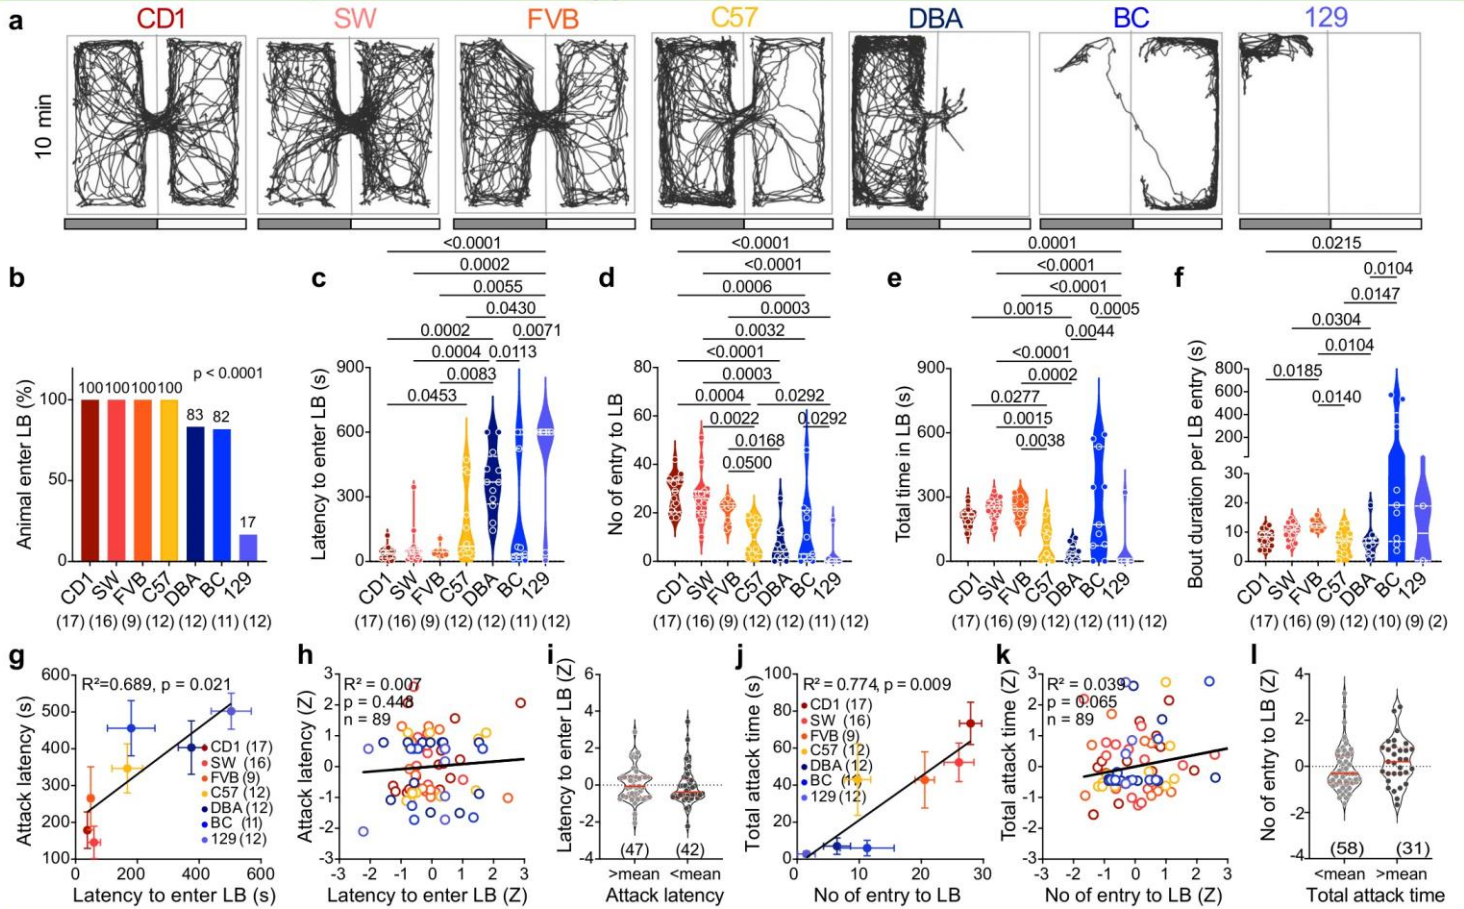 a
CD1 SW FVB C57 DBA BC 129
10 min
b
Animal enter LB (%)
100 100 100 100 83 82 17
p < 0.0001
100
50
0
CD1 SW FVB C57 DBA BC 129
(17) (16) (9) (12) (12) (11) (12)
c
<0.0001
0.0002
0.0055
0.0430
0.0002 0.0071
0.0004 0.0113
0.0083
0.0453
Latency to enter LB (s)
900
600
300
0
CD1 SW FVB C57 DBA BC 129
(17) (16) (9) (12) (12) (11) (12)
d
<0.0001
<0.0001
0.0006
0.0003
0.0032
<0.0001
0.0003
0.0004 0.0292
0.0022 0.0292
0.0168
0.0500
No of entry to LB
80
60
40
20
0
CD1 SW FVB C57 DBA BC 129
(17) (16) (9) (12) (12) (11) (12)
e
0.0001
<0.0001
<0.0001
0.0015 0.0005
0.0044
<0.0001
0.0002
0.0277
0.0015
0.0038
Total time in LB (s)
900
600
300
0
CD1 SW FVB C57 DBA BC 129
(17) (16) (9) (12) (12) (11) (12)
f
0.0215
0.0104
0.0147
0.0304
0.0104
0.0185
0.0140
Bout duration per LB entry (s)
800
600
400
200
30
20
10
0
CD1 SW FVB C57 DBA BC 129
(17) (16) (9) (12) (10) (9) (2)
g
R²=0.689, p = 0.021
Attack latency (s)
600
500
400
300
200
100
CD1 (17)
SW (16)
FVB (9)
C57 (12)
DBA (12)
BC (11)
129 (12)
0 200 400 600
Latency to enter LB (s)
h
R² = 0.007
p = 0.448
n = 89
Attack latency (Z)
3
2
1
0
-1
-2
-3
-3 -2 -1 0 1 2 3
Latency to enter LB (Z)
i
Latency to enter LB (Z)
6
4
2
0
-2
-4
(47) (42)
>mean <mean
Attack latency
j
R² = 0.774, p = 0.009
Total attack time (s)
100
80
60
40
20
0
CD1 (17)
SW (16)
FVB (9)
C57 (12)
DBA (12)
BC
129 (12)
0 10 20 30
No of entry to LB
k
R² = 0.039
p = 0.065
n = 89
Total attack time (Z)
3
2
1
0
-1
-2
-3
-3 -2 -1 0 1 2 3
No of entry to LB (Z)
l
No of entry to LB (Z)
4
2
0
-2
-4
(58) (31)
<mean >mean
Total attack time